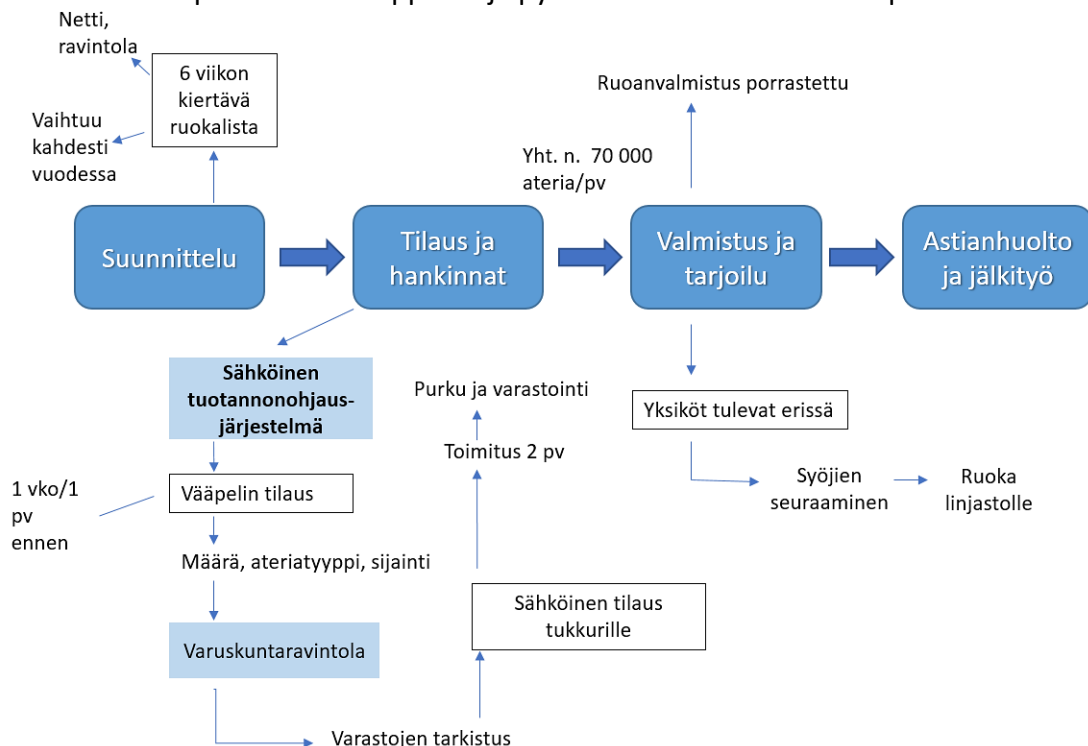 Netti,
ravintola
6 viikon
kiertävä
ruokalista
Vaihtuu
kahdesti
vuodessa
Ruoanvalmistus porrastettu
Yht. n. 70 000
ateria/pv
Suunnittelu
Tilaus ja
hankinnat
Valmistus ja
tarjoilu
Astianhuolto
ja jälkityö
Sähköinen
tuotannonohjaus-
järjestelmä
Purku ja varastointi
Toimitus 2 pv
Yksiköt tulevat erissä
1 vko/1
pv
ennen
Vääpelin tilaus
Syöjien
seuraaminen
Ruoka
linjastolle
Määrä, ateriatyyppi, sijainti
Sähköinen tilaus
tukkurille
Varuskuntaravintola
Varastojen tarkistus